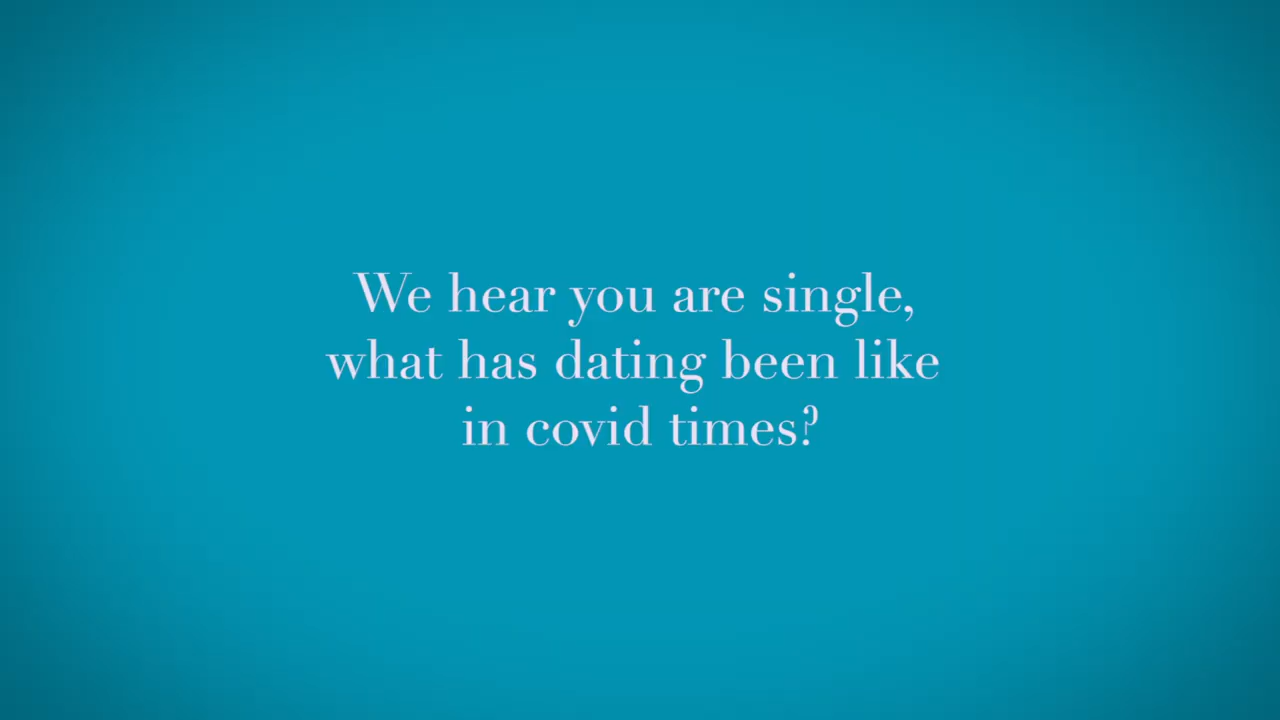 We hear you are single,
what has dating been like
in covid times?